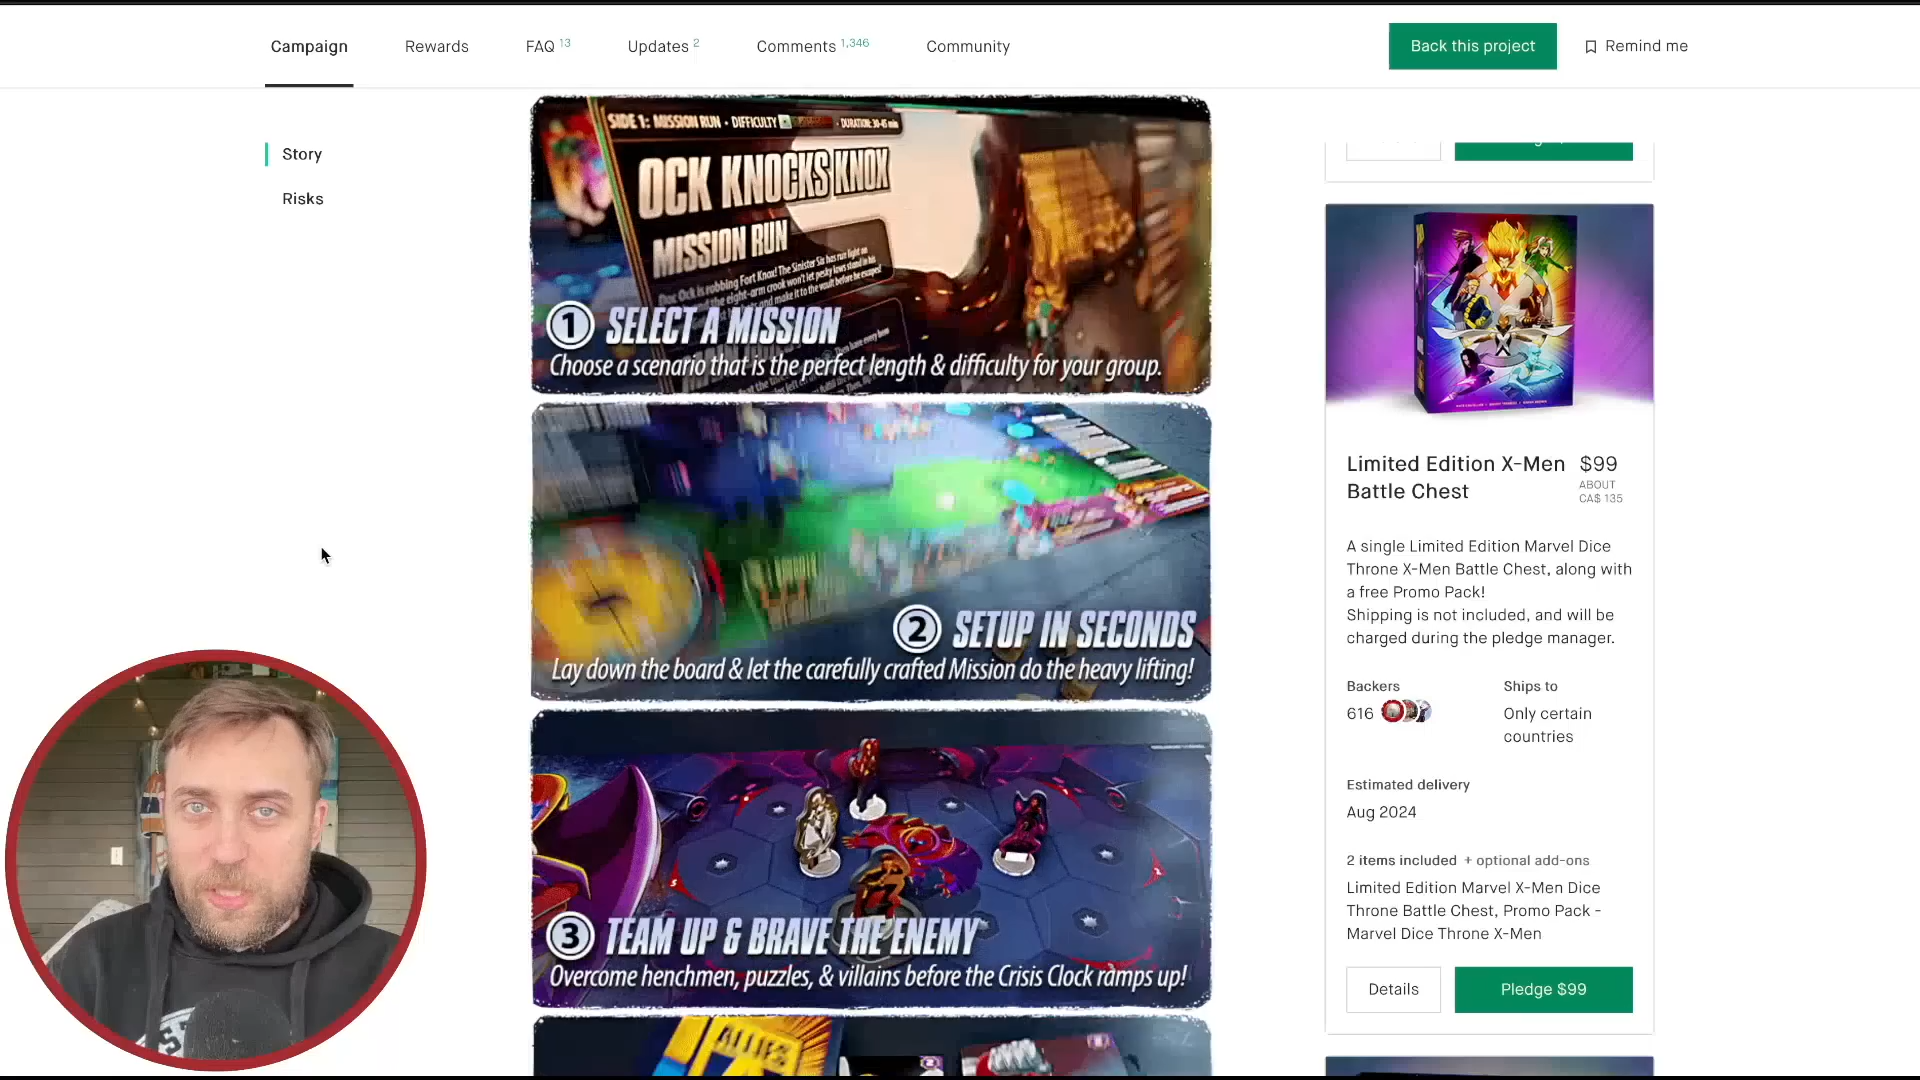 Campaign
Rewards
FAQ 13
Updates 2
Comments 1,346
Community
Back this project
Remind me
Story
Risks
SIDE 1: MISSION RUN • DIFFICULTY
DURATION: 30-45 min
OCK KNOCKS KNOX
MISSION RUN
1 SELECT A MISSION
Choose a scenario that is the perfect length & difficulty for your group.
2 SETUP IN SECONDS
Lay down the board & let the carefully crafted Mission do the heavy lifting!
3 TEAM UP & BRAVE THE ENEMY
Overcome henchmen, puzzles, & villains before the Crisis Clock ramps up!
ALLIES
Limited Edition X-Men
Battle Chest
$99
ABOUT
CA$ 135
A single Limited Edition Marvel Dice
Throne X-Men Battle Chest, along with
a free Promo Pack!
Shipping is not included, and will be
charged during the pledge manager.
Backers
616
Ships to
Only certain
countries
Estimated delivery
Aug 2024
2 items included + optional add-ons
Limited Edition Marvel X-Men Dice
Throne Battle Chest, Promo Pack -
Marvel Dice Throne X-Men
Details
Pledge $99